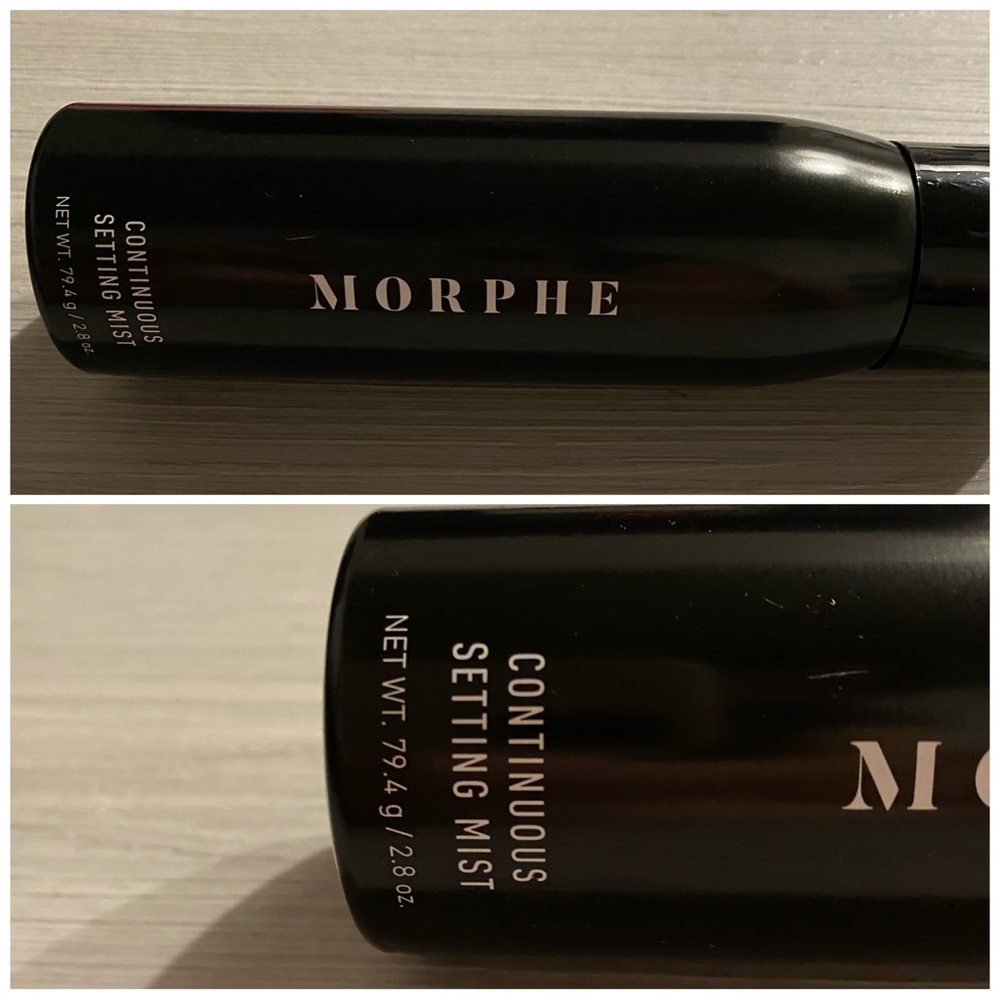 MORPHE
CONTINUOUS
SETTING MIST
NET WT. 79.4 g / 2.8 oz.
CONTINUOUS
SETTING MIST
NET WT. 79.4 g / 2.8 oz.
M